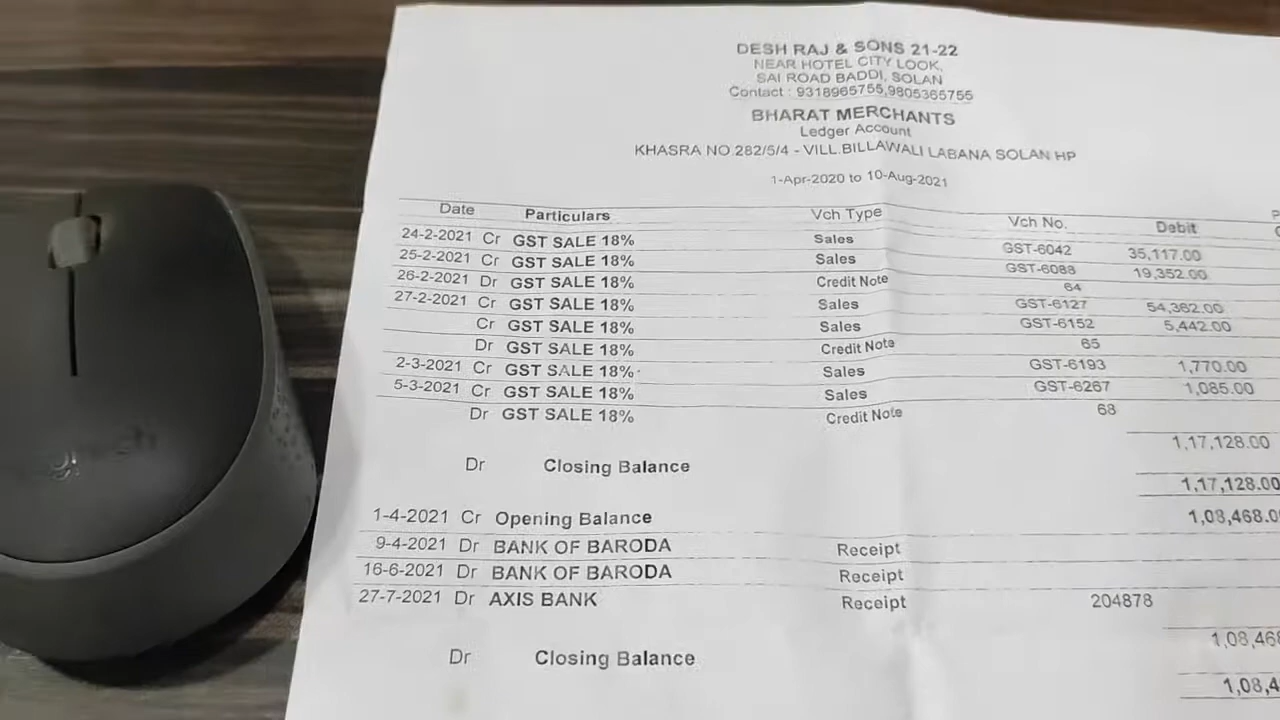 DESH RAJ & SONS 21-22
NEAR HOTEL CITY LOOK,
SAI ROAD BADDI, SOLAN
Contact : 9318965755,9805365755
BHARAT MERCHANTS
Ledger Account
KHASRA NO 282/5/4 - VILL.BILLAWALI LABANA SOLAN HP
1-Apr-2020 to 10-Aug-2021
Date Particulars Vch Type Vch No. Debit
24-2-2021 Cr GST SALE 18% Sales GST-6042 35,117.00
25-2-2021 Cr GST SALE 18% Sales GST-6088 19,352.00
26-2-2021 Dr GST SALE 18% Credit Note 64
27-2-2021 Cr GST SALE 18% Sales GST-6127 54,362.00
Cr GST SALE 18% Sales GST-6152 5,442.00
Dr GST SALE 18% Credit Note 65
2-3-2021 Cr GST SALE 18% Sales GST-6193 1,770.00
5-3-2021 Cr GST SALE 18% Sales GST-6267 1,085.00
Dr GST SALE 18% Credit Note 68
1,17,128.00
Dr Closing Balance
1,17,128.00
1-4-2021 Cr Opening Balance 1,08,468.0
9-4-2021 Dr BANK OF BARODA Receipt
16-6-2021 Dr BANK OF BARODA Receipt
27-7-2021 Dr AXIS BANK Receipt 204878
1,08,468
Dr Closing Balance
1,08,4